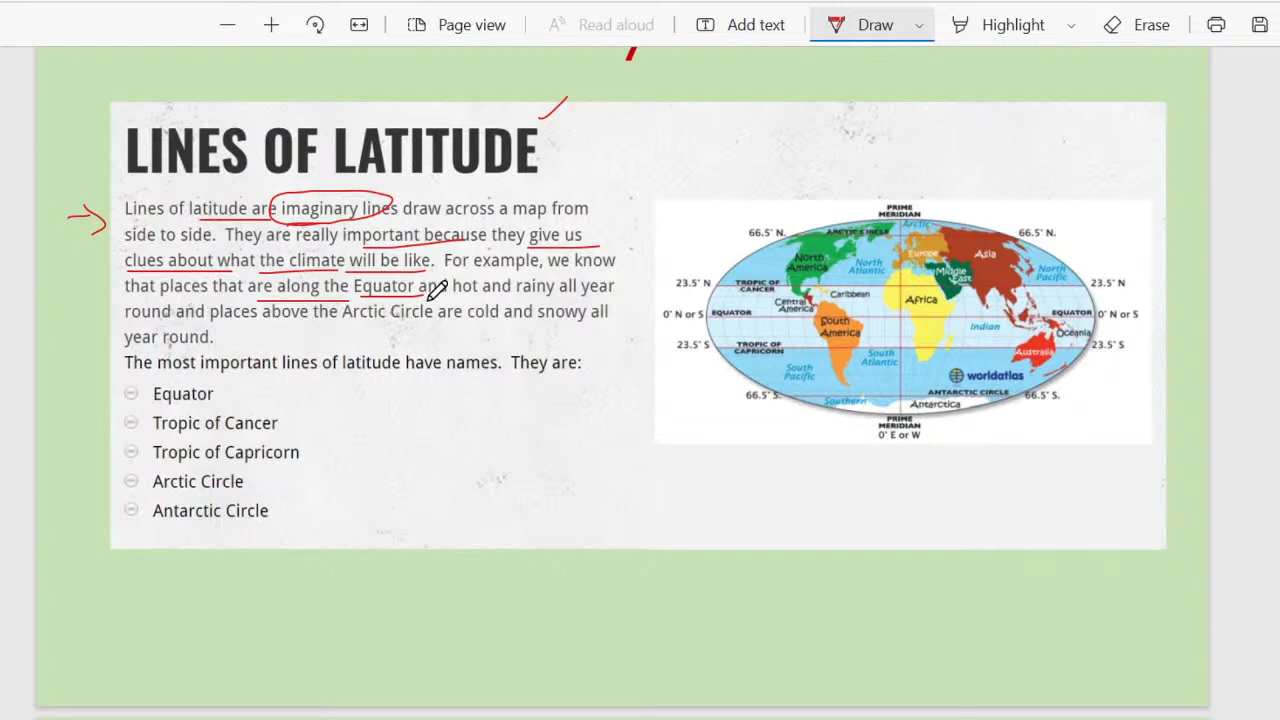 Page view
Read aloud
Add text
Draw
Highlight
Erase
LINES OF LATITUDE
Lines of latitude are imaginary lines draw across a map from
side to side. They are really important because they give us
clues about what the climate will be like. For example, we know
that places that are along the Equator are hot and rainy all year
round and places above the Arctic Circle are cold and snowy all
year round.
The most important lines of latitude have names. They are:
Equator
Tropic of Cancer
Tropic of Capricorn
Arctic Circle
Antarctic Circle
PRIME
MERIDIAN
Arctic
66.5° N.
ARCTIC CIRCLE
66.5° N.
North
America
North
Atlantic
Europe
Asia
Middle
East
North
Pacific
23.5° N
TROPIC OF
CANCER
23.5° N
Central
America
Caribbean
Africa
0° N or S
EQUATOR
EQUATOR
0° N or S
South
America
Indian
Oceania
23.5° S
TROPIC OF
CAPRICORN
23.5° S
South
Pacific
South
Atlantic
Australia
worldatlas
66.5° S.
ANTARCTIC CIRCLE
66.5° S.
Southern
Antarctica
PRIME
MERIDIAN
0° E or W